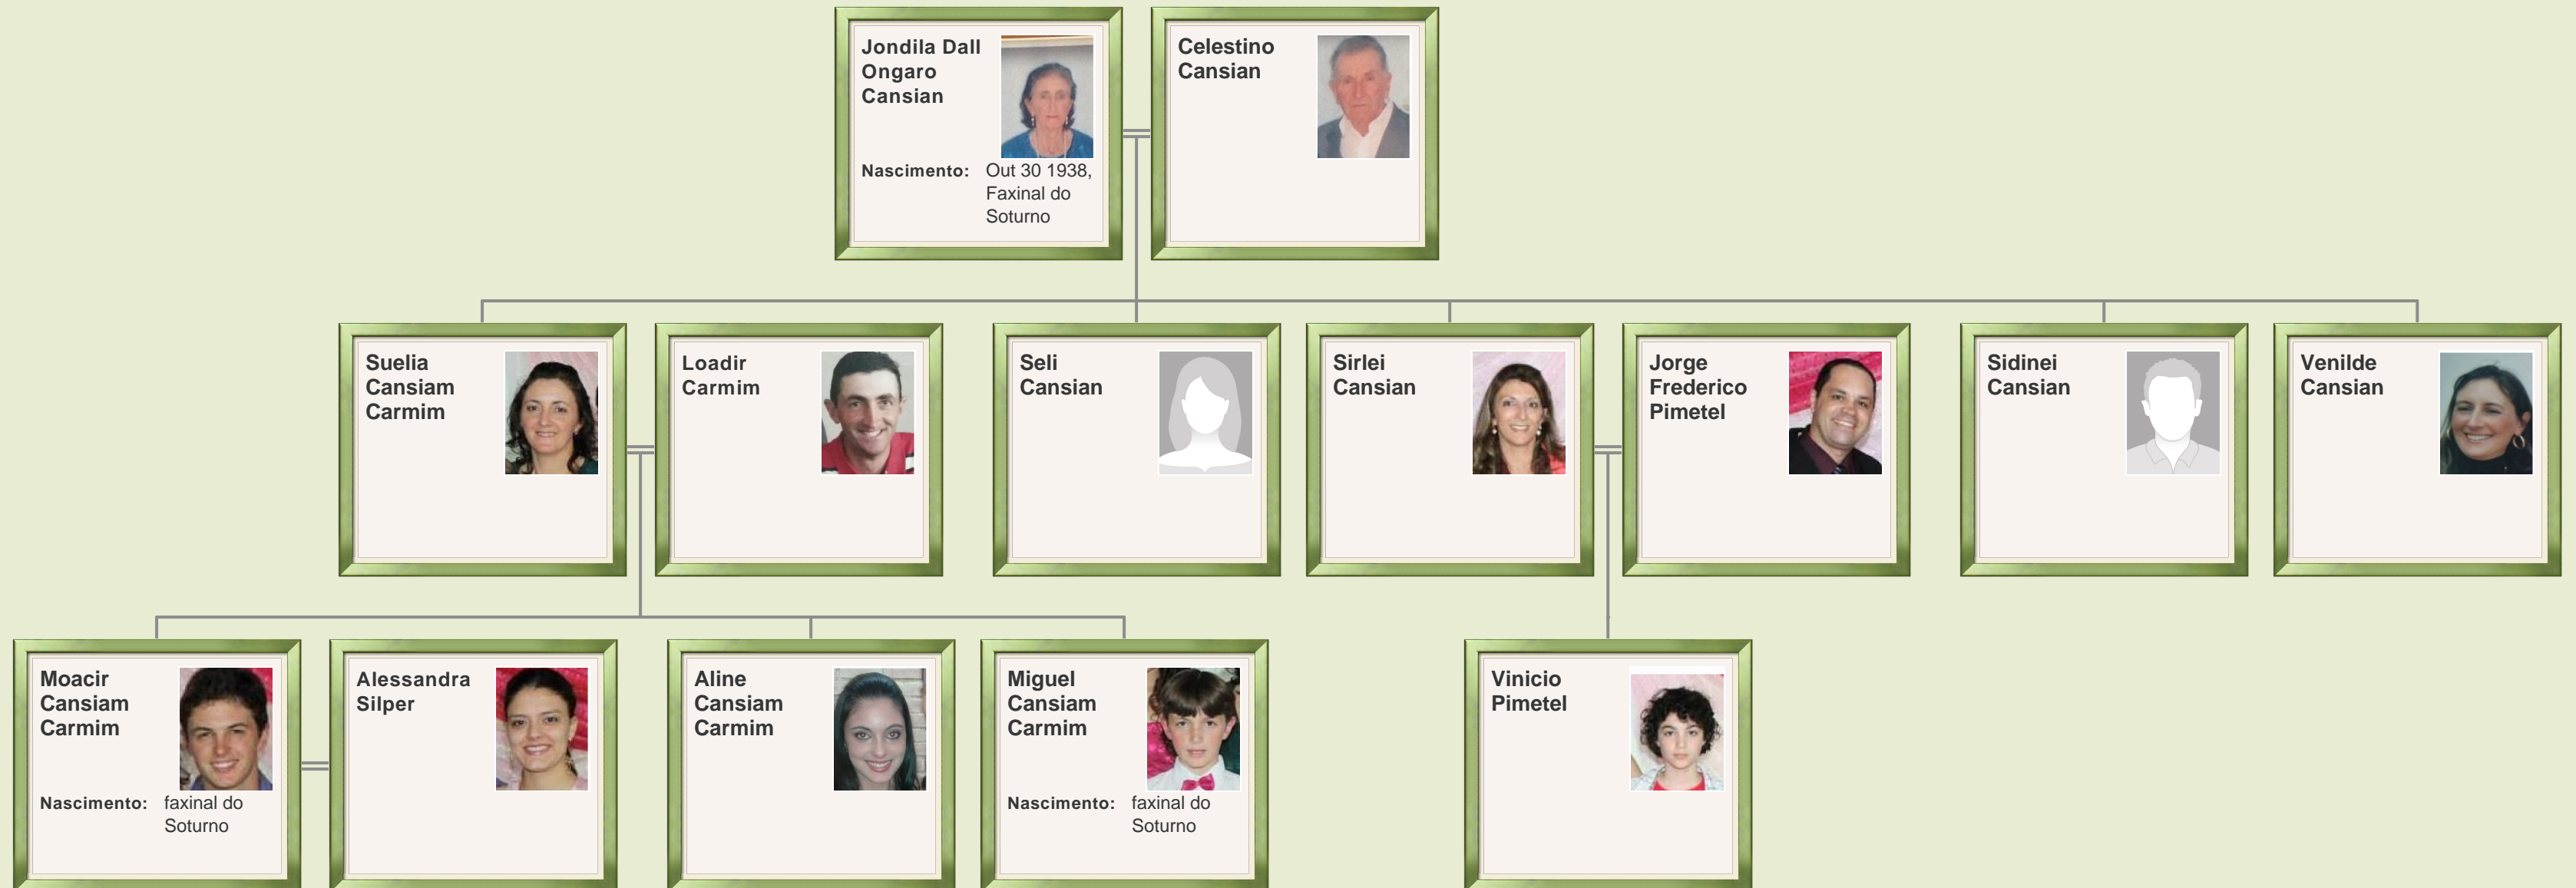 Jondila Dall
Ongaro
Cansian
Nascimento: Out 30 1938,
Faxinal do
Soturno
Celestino
Cansian
Suelia
Cansiam
Carmim
Loadir
Carmim
Seli
Cansian
Sirlei
Cansian
Jorge
Frederico
Pimetel
Sidinei
Cansian
Venilde
Cansian
Moacir
Cansiam
Carmim
Nascimento: faxinal do
Soturno
Alessandra
Silper
Aline
Cansiam
Carmim
Miguel
Cansiam
Carmim
Nascimento: faxinal do
Soturno
Vinicio
Pimetel